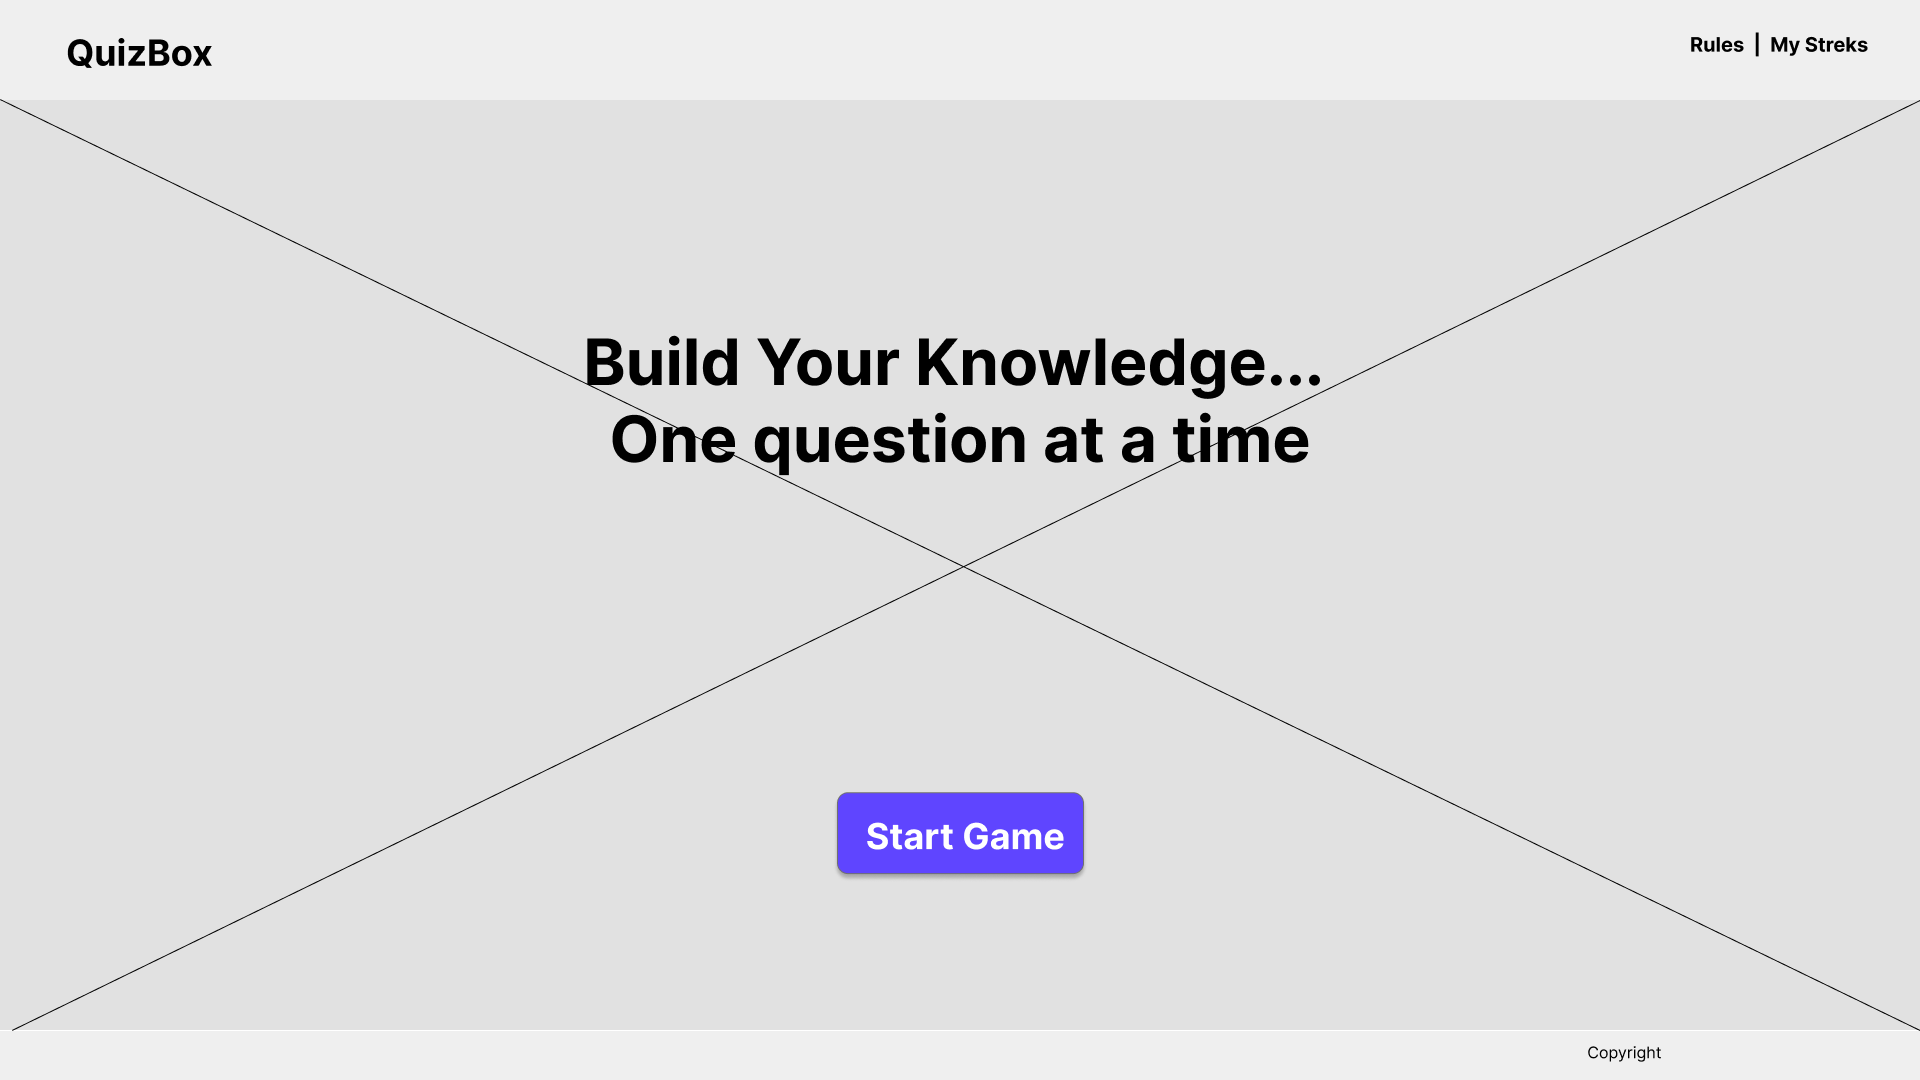 QuizBox
Rules | My Streks
Build Your Knowledge...
One question at a time
Start Game
Copyright